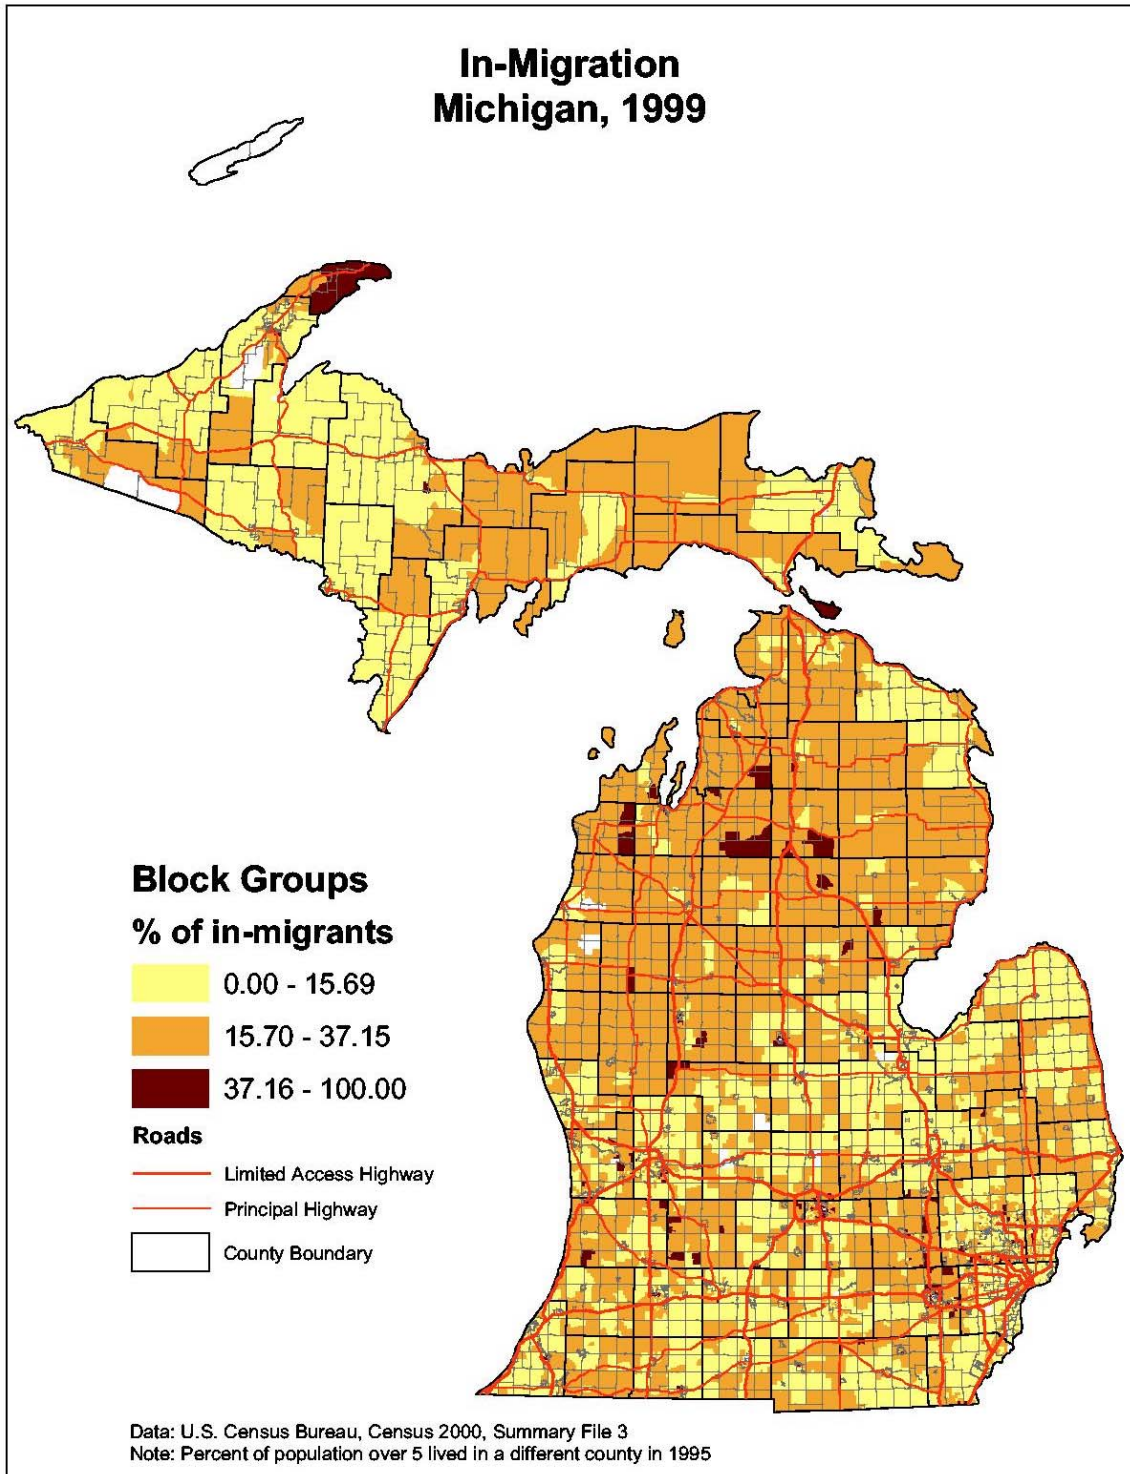 In-Migration
Michigan, 1999
Block Groups
% of in-migrants
0.00 - 15.69
15.70 - 37.15
37.16 - 100.00
Roads
Limited Access Highway
Principal Highway
County Boundary
Data: U.S. Census Bureau, Census 2000, Summary File 3
Note: Percent of population over 5 lived in a different county in 1995